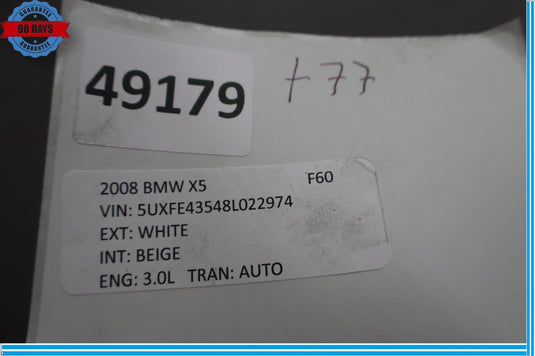 GUARANTEE
90 DAYS
GUARANTEE
49179
+77
2008 BMW X5 F60
VIN: 5UXFE43548L022974
EXT: WHITE
INT: BEIGE
ENG: 3.0L TRAN: AUTO